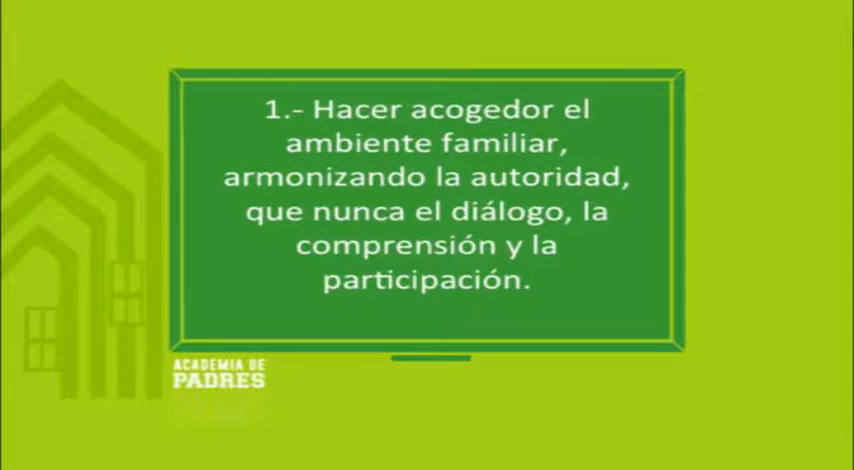 1.- Hacer acogedor el
ambiente familiar,
armonizando la autoridad,
que nunca el diálogo, la
comprensión y la
participación.
ACADEMIA DE
PADRES